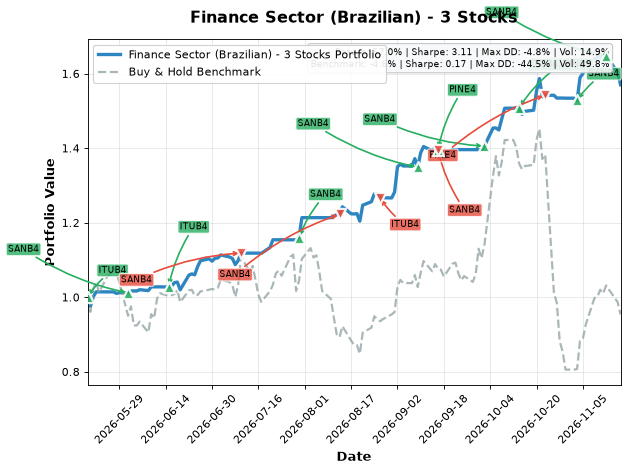 Finance Sector (Brazilian) - 3 Stocks
SANB4
Finance Sector (Brazilian) - 3 Stocks Portfolio
Buy & Hold Benchmark
0% | Sharpe: 3.11 | Max DD: -4.8% | Vol: 14.9%
| Sharpe: 0.17 | Max DD: -44.5% | Vol: 49.8%
SANB4
PINE4
SANB4
SANB4
SANB4
ITUB4
SANB4
SANB4
ITUB4
ITUB4
SANB4
ITUB4
SANB4
SANB4
Portfolio Value
1.6
1.4
1.2
1.0
0.8
2026-05-29
2026-06-14
2026-06-30
2026-07-16
2026-08-01
2026-08-17
2026-09-02
2026-09-18
2026-10-04
2026-10-20
2026-11-05
Date